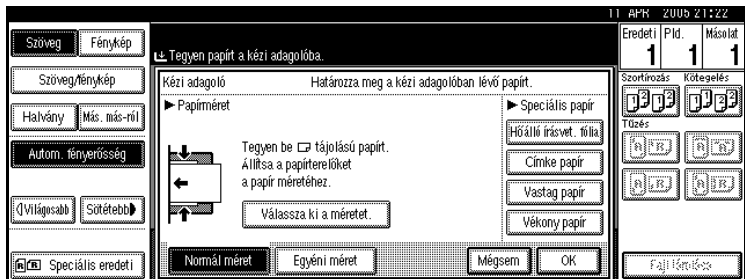 11 APR 2005 21:22
Szöveg
Fénykép
Szöveg/fénykép
Halvány
Más. más-ról
Autom. fényerősség
Világosabb
Sötétebb
Speciális eredeti
Tegyen papírt a kézi adagolóba.
Kézi adagoló
Határozza meg a kézi adagolóban lévő papírt.
Papírméret
Tegyen be tájolású papírt.
Állítsa a papírterelőket
a papír méretéhez.
Válassza ki a méretet.
Speciális papír
Hőálló írásvet. fólia
Címke papír
Vastag papír
Vékony papír
Normál méret
Egyéni méret
Mégsem
OK
Eredeti
Pld.
Másolat
1
1
1
Szortírozás
Kötegelés
Tűzés